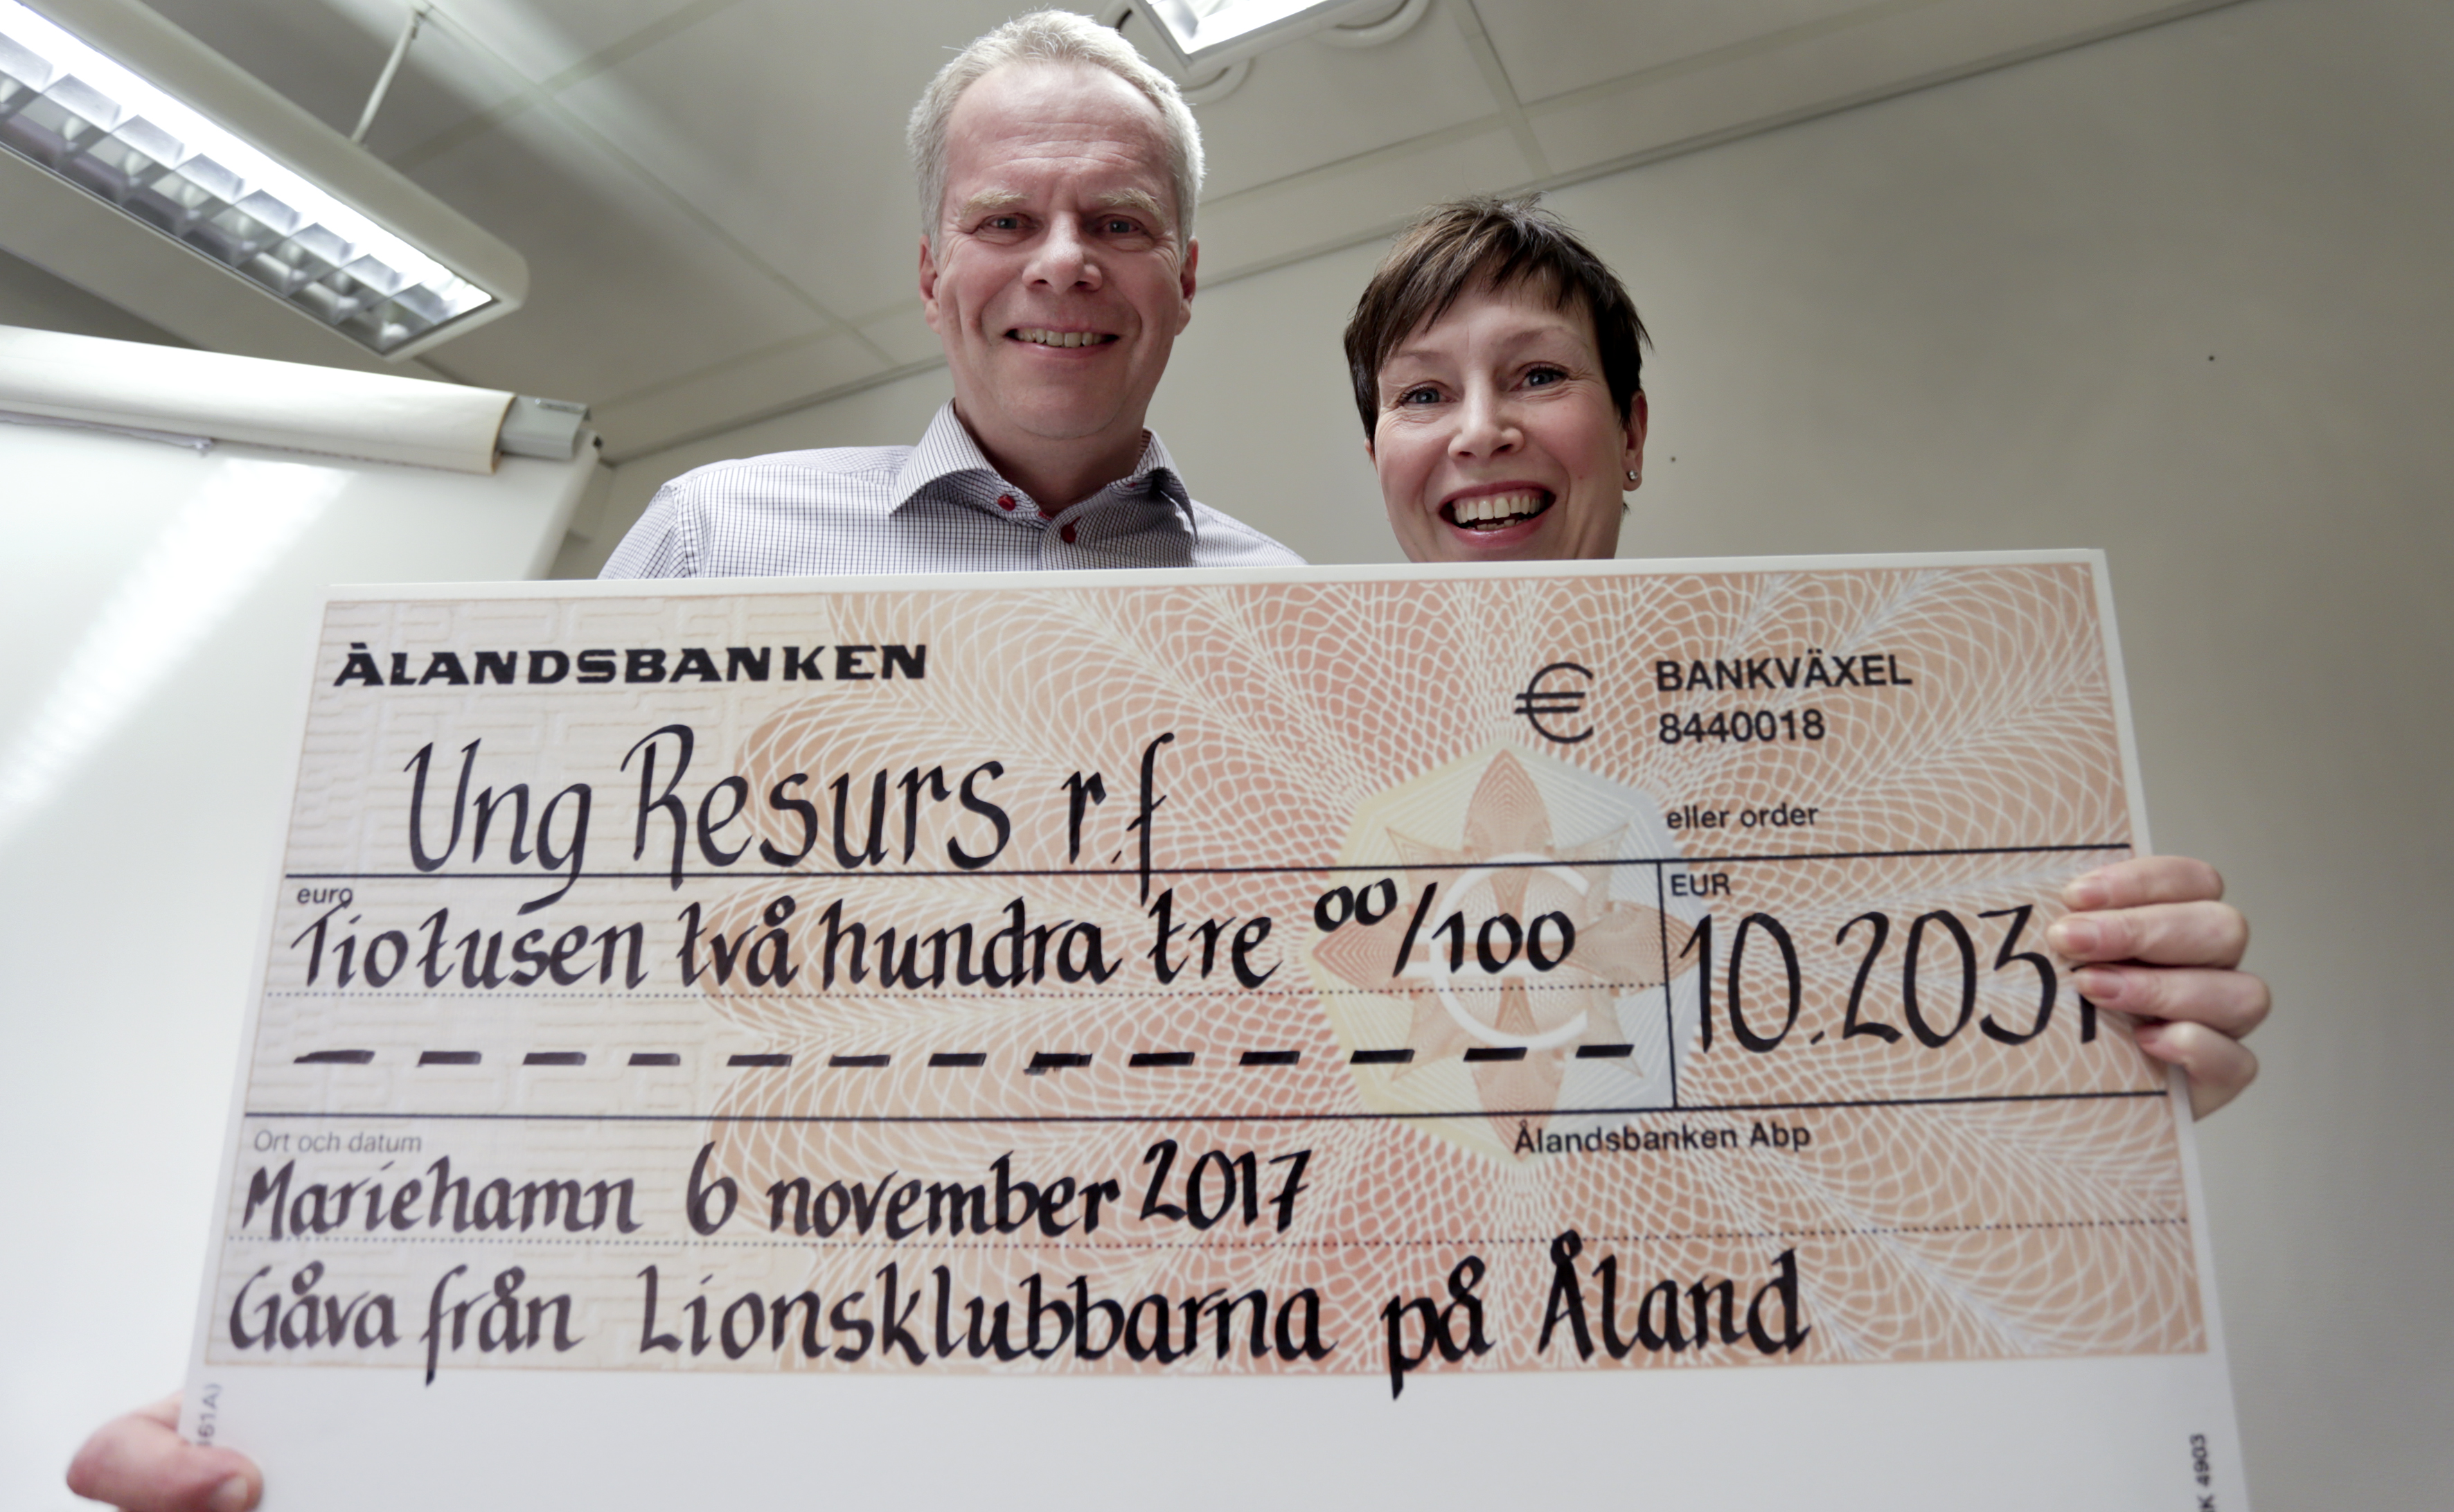 ÅLANDSBANKEN
€ BANKVÄXEL
8440018
Ung Resurs r.f
eller order
euro
Tiotusen två hundra tre 00/100
EUR
10.203,
— — — — — — — — — — — — —
Ort och datum
Ålandsbanken Abp
Mariehamn 6 november 2017
Gåva från Lionsklubbarna på Åland
4903